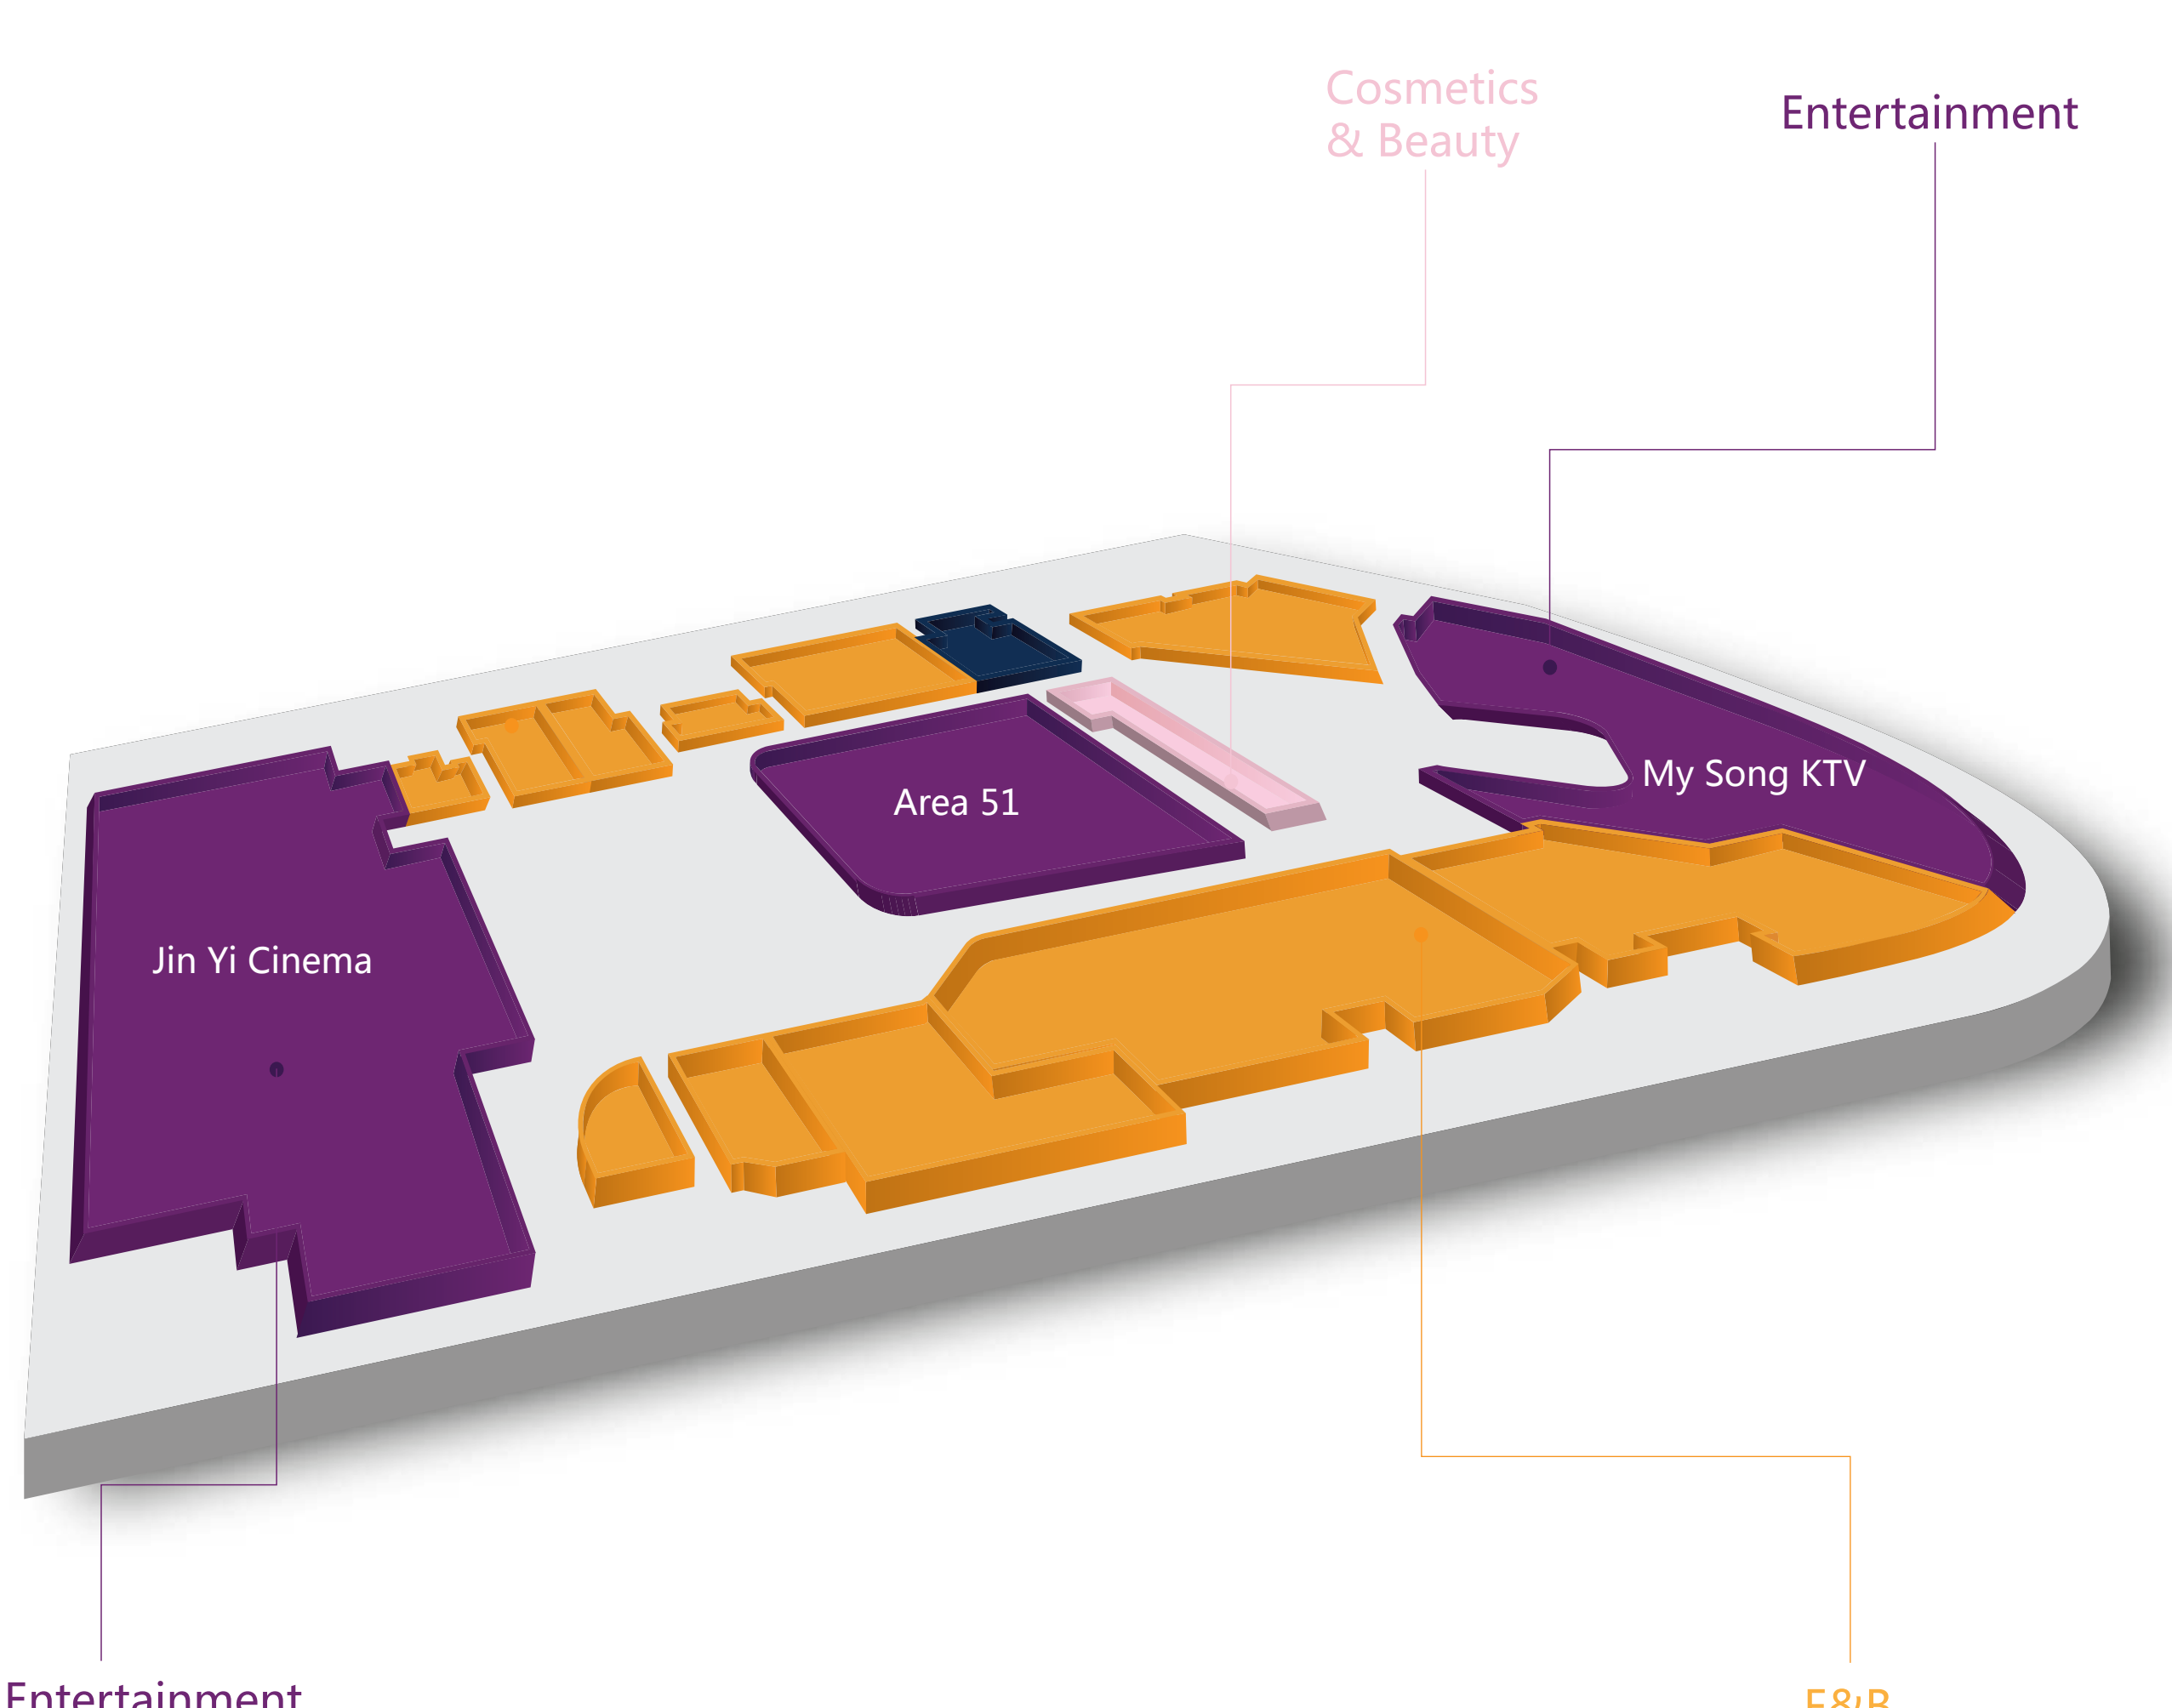 Cosmetics
& Beauty
Entertainment
My Song KTV
Area 51
Jin Yi Cinema
Entertainment
F&B